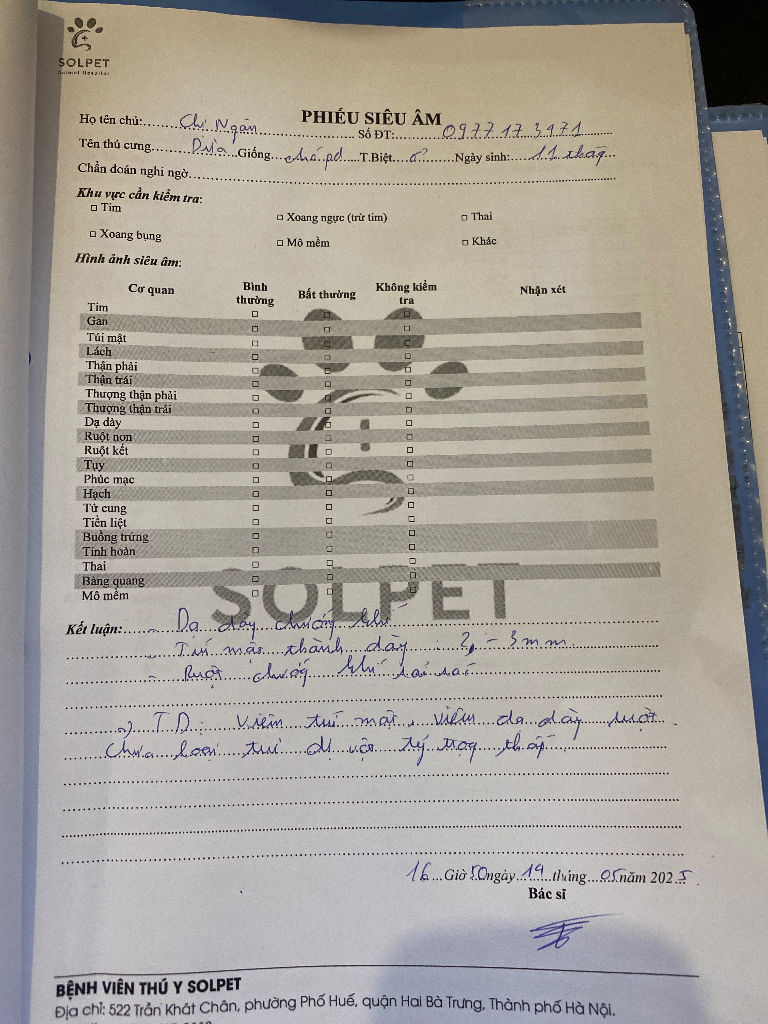 SOLPET
Animal Hospital
PHIẾU SIÊU ÂM
Họ tên chủ: Chị Ngân Số ĐT: 0977173971
Tên thú cưng Dừa Giống chó pd T.Biệt ♂ Ngày sinh: 11 tháng
Chẩn đoán nghi ngờ
Khu vực cần kiểm tra:
□ Tim □ Xoang ngực (trừ tim) □ Thai
□ Xoang bụng □ Mô mềm □ Khác
Hình ảnh siêu âm:
Cơ quan Bình thường Bất thường Không kiểm tra Nhận xét
Tim □ □ □
Gan □ □ □
Túi mật □ □ □
Lách □ □ □
Thận phải □ □ □
Thận trái □ □ □
Thượng thận phải □ □ □
Thượng thận trái □ □ □
Dạ dày □ □ □
Ruột non □ □ □
Ruột kết □ □ □
Tụy □ □ □
Phúc mạc □ □ □
Hạch □ □ □
Tử cung □ □ □
Tiền liệt □ □ □
Buồng trứng □ □ □
Tinh hoàn □ □ □
Thai □ □ □
Bàng quang □ □ □
Mô mềm □ □ □
SOLPET
Kết luận: - Dạ dày chướng khí
- Túi mật thành dày : 2 - 3 mm
- Ruột chướng khí rải rác
=> TD: Viêm túi mật, viêm dạ dày ruột
Chưa loại trừ dị vật tỷ trọng thấp
16 Giờ 50 ngày 19 tháng 05 năm 2025
Bác sĩ
BỆNH VIỆN THÚ Y SOLPET
Địa chỉ: 522 Trần Khát Chân, phường Phố Huế, quận Hai Bà Trưng, Thành phố Hà Nội.